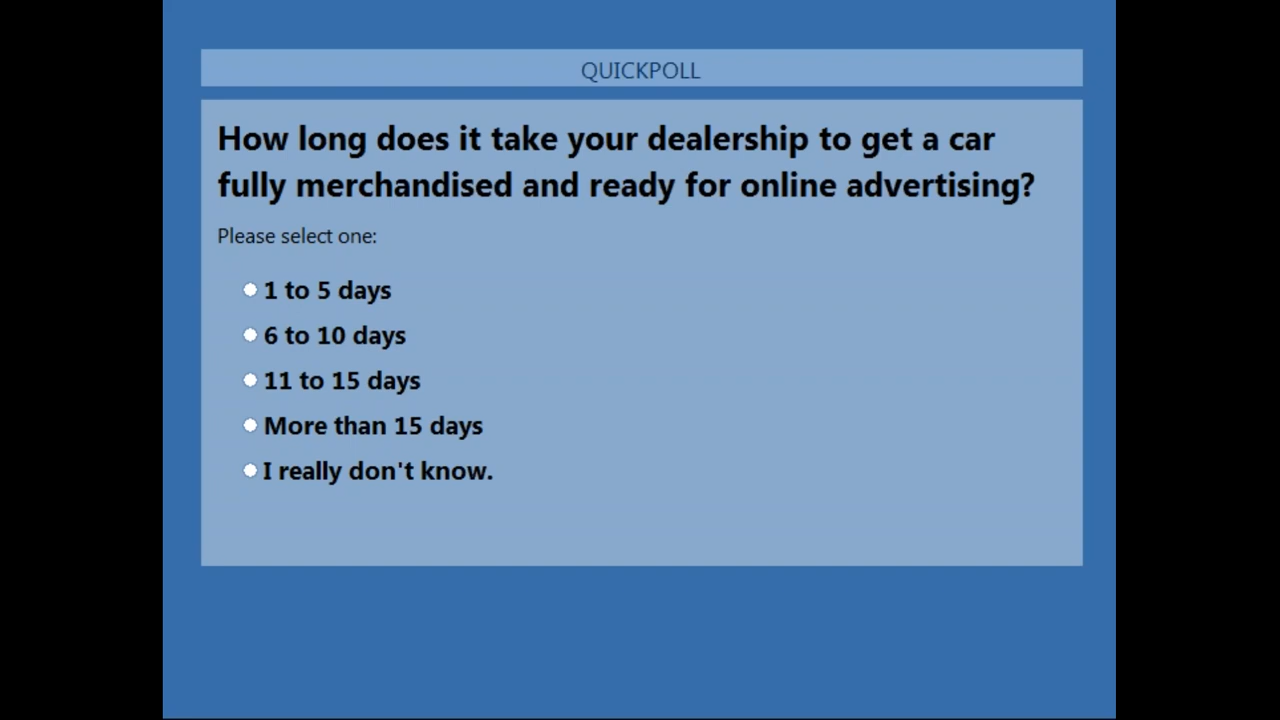 QUICKPOLL
How long does it take your dealership to get a car
fully merchandised and ready for online advertising?
Please select one:
1 to 5 days
6 to 10 days
11 to 15 days
More than 15 days
I really don't know.